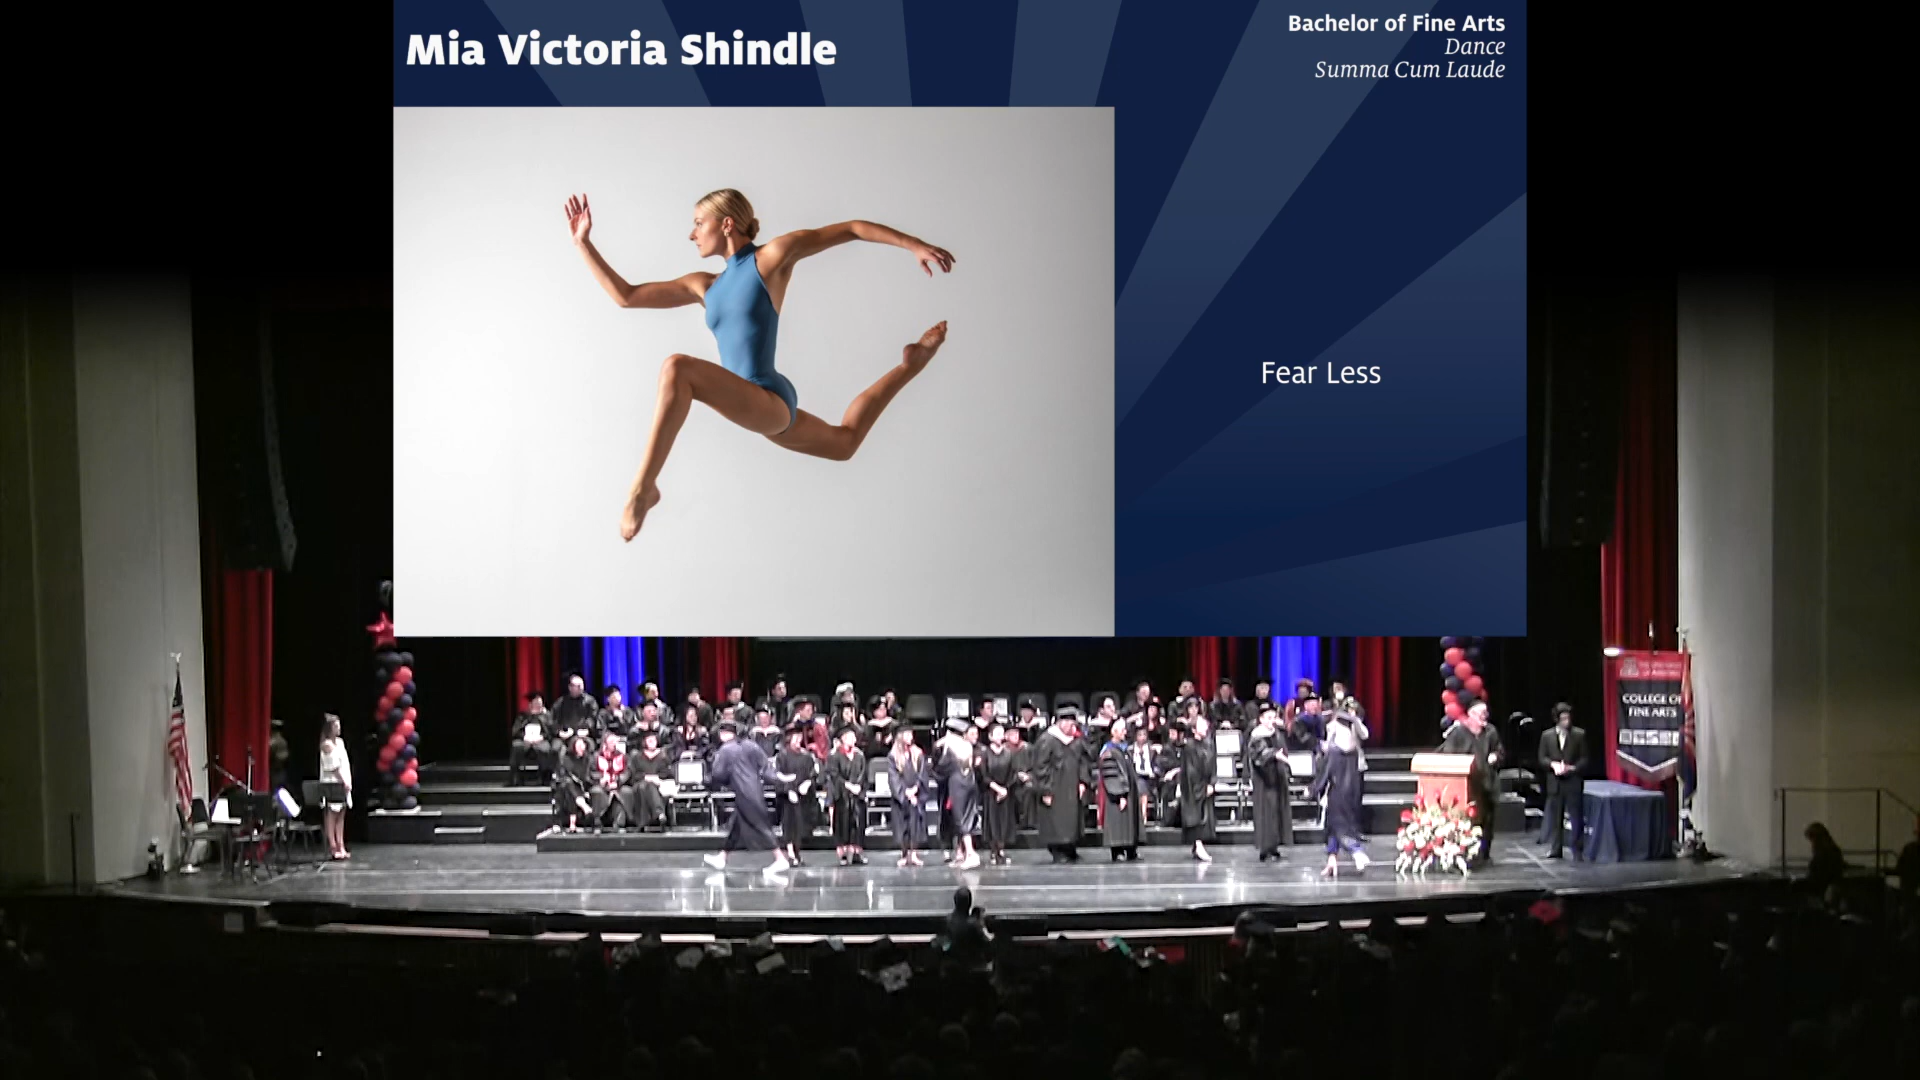 Mia Victoria Shindle
Bachelor of Fine Arts
Dance
Summa Cum Laude
Fear Less
COLLEGE OF
FINE ARTS